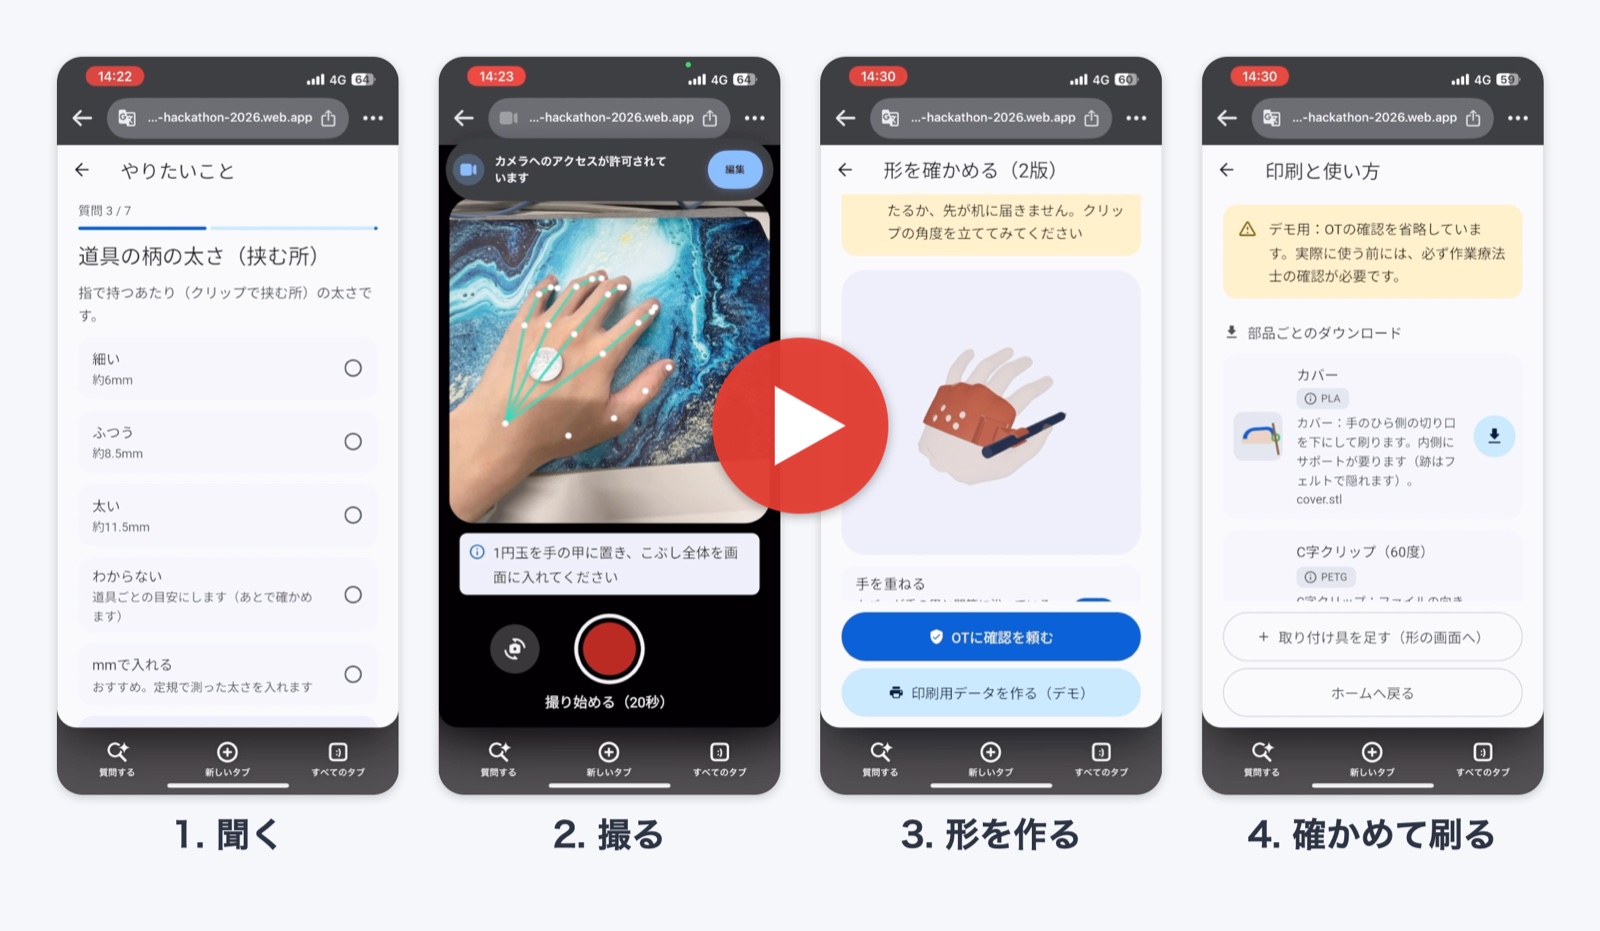 14:22
4G 64
...-hackathon-2026.web.app
やりたいこと
質問 3 / 7
道具の柄の太さ（挟む所）
指で持つあたり（クリップで挟む所）の太さで
す。
細い
約6mm
ふつう
約8.5mm
太い
約11.5mm
わからない
道具ごとの目安にします（あとで確かめ
ます）
mmで入れる
おすすめ。定規で測った太さを入れます
質問する
新しいタブ
すべてのタブ
1. 聞く
14:23
4G 64
...-hackathon-2026.web.app
カメラへのアクセスが許可されて
います
編集
1円玉を手の甲に置き、こぶし全体を画
面に入れてください
撮り始める（20秒）
質問する
新しいタブ
すべてのタブ
2. 撮る
14:30
4G 60
...-hackathon-2026.web.app
形を確かめる（2版）
たるか、先が机に届きません。クリッ
プの角度を立ててみてください
手を重ねる
OTに確認を頼む
印刷用データを作る（デモ）
質問する
新しいタブ
すべてのタブ
3. 形を作る
14:30
4G 59
...-hackathon-2026.web.app
印刷と使い方
デモ用：OTの確認を省略していま
す。実際に使う前には、必ず作業療法
士の確認が必要です。
部品ごとのダウンロード
カバー
PLA
カバー：手のひら側の切り口
を下にして刷ります。内側に
サポートが要ります（跡はフ
ェルトで隠れます）。
cover.stl
C字クリップ（60度）
PETG
C字クリップ：ファイルの向き
+ 取り付け具を足す（形の画面へ）
ホームへ戻る
質問する
新しいタブ
すべてのタブ
4. 確かめて刷る